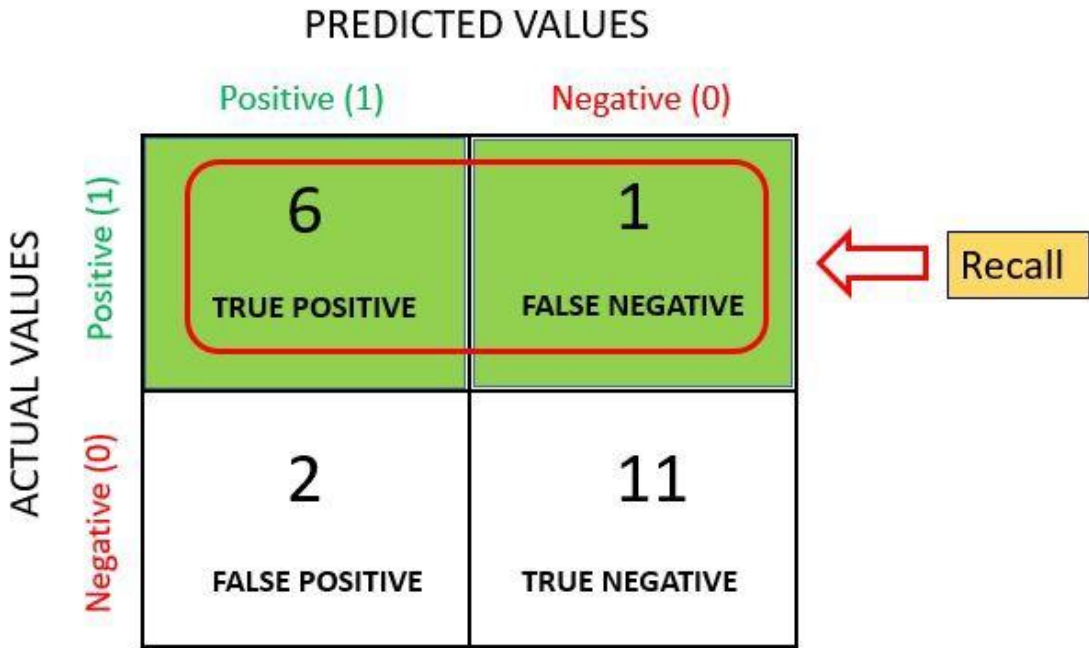 PREDICTED VALUES
Positive (1) Negative (0)
ACTUAL VALUES
Positive (1)
6 1
TRUE POSITIVE FALSE NEGATIVE
Recall
Negative (0)
2 11
FALSE POSITIVE TRUE NEGATIVE